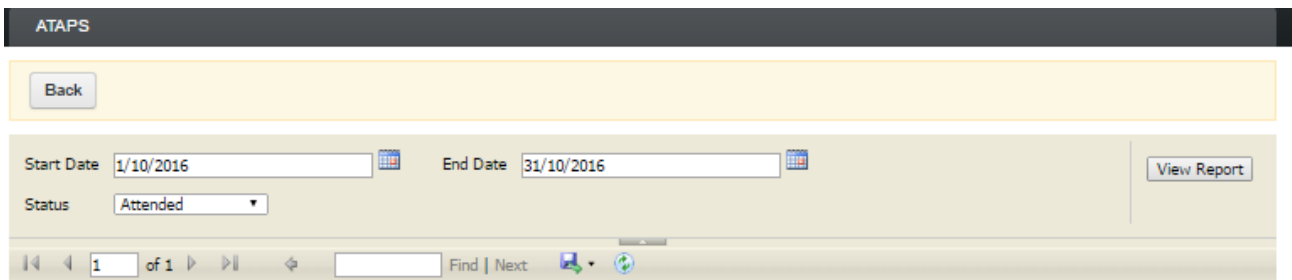 ATAPS
Back
Start Date 1/10/2016 End Date 31/10/2016 View Report
Status Attended
1 of 1 Find | Next